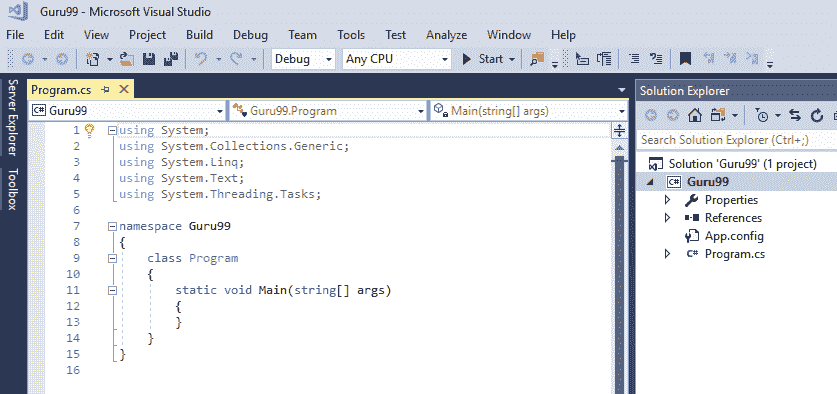 Guru99 - Microsoft Visual Studio
File Edit View Project Build Debug Team Tools Test Analyze Window Help
Debug Any CPU Start
Server Explorer
Toolbox
Program.cs
C# Guru99 Guru99.Program Main(string[] args)
1 using System;
2 using System.Collections.Generic;
3 using System.Linq;
4 using System.Text;
5 using System.Threading.Tasks;
6
7 namespace Guru99
8 {
9 class Program
10 {
11 static void Main(string[] args)
12 {
13 }
14 }
15 }
16
Solution Explorer
Search Solution Explorer (Ctrl+;)
Solution 'Guru99' (1 project)
C# Guru99
Properties
References
App.config
C# Program.cs